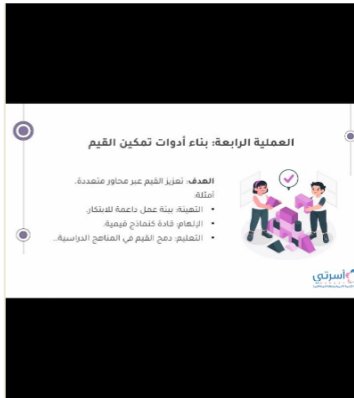 العملية الرابعة: بناء أدوات تمكين القيم
الهدف: تعزيز القيم عبر محاور متعددة.
أمثلة:
• التهيئة: بيئة عمل داعمة للابتكار.
• الإلهام: قادة كنماذج قيمية.
• التعليم: دمج القيم في المناهج الدراسية..
أسرتي